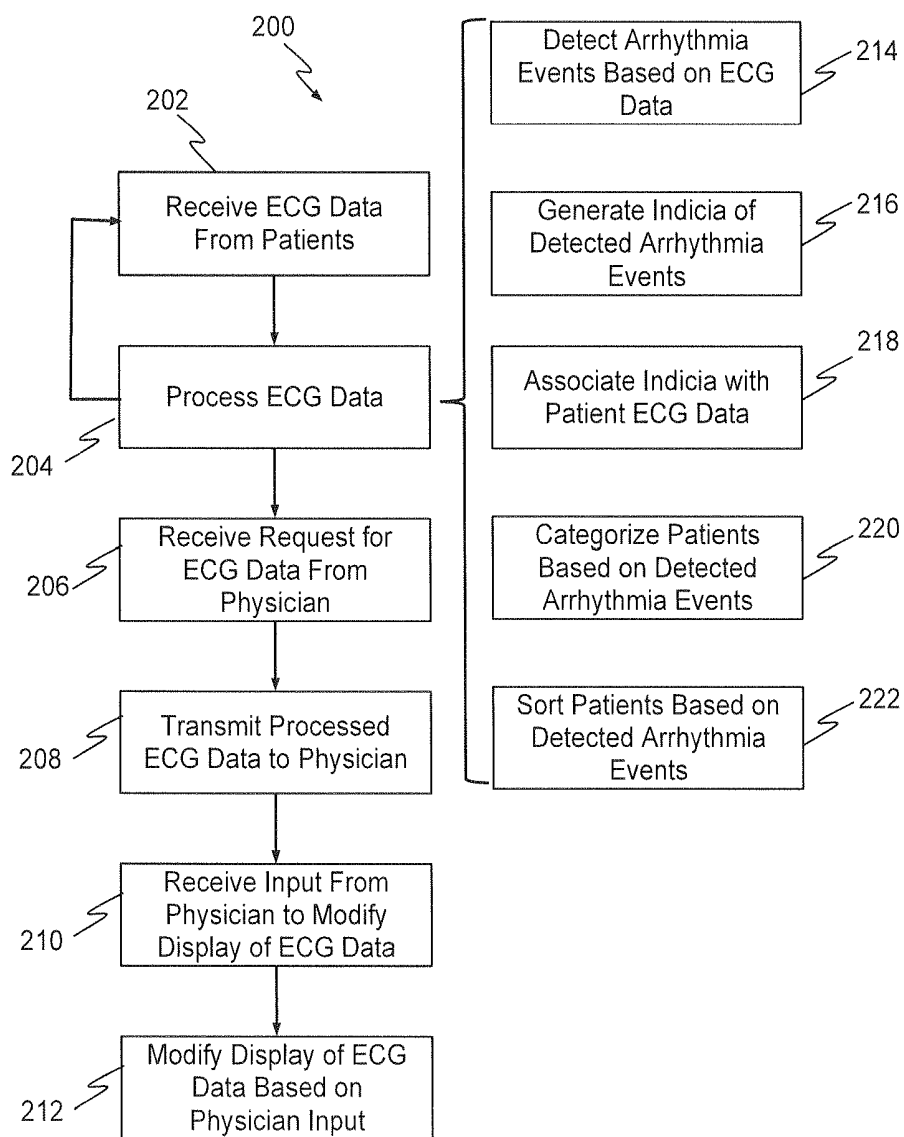 200
202
Receive ECG Data
From Patients
Process ECG Data
204
Receive Request for
ECG Data From
Physician
206
Transmit Processed
ECG Data to Physician
208
Receive Input From
Physician to Modify
Display of ECG Data
210
Modify Display of ECG
Data Based on
Physician Input
212
Detect Arrhythmia
Events Based on ECG
Data
214
Generate Indicia of
Detected Arrhythmia
Events
216
Associate Indicia with
Patient ECG Data
218
Categorize Patients
Based on Detected
Arrhythmia Events
220
Sort Patients Based on
Detected Arrhythmia
Events
222